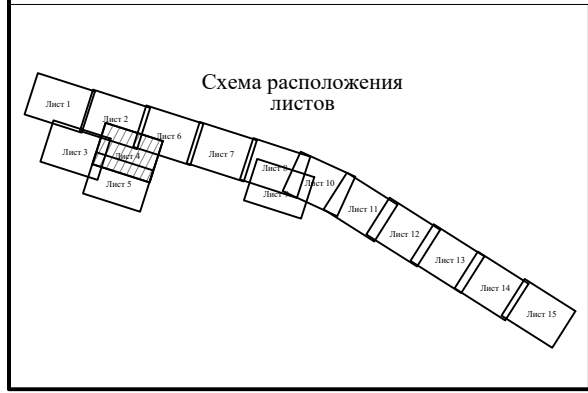 Схема расположения
листов
Лист 1
Лист 2
Лист 6
Лист 3
Лист 4
Лист 7
Лист 5
Лист 8
Лист 10
Лист
Лист 11
Лист 12
Лист 13
Лист 14
Лист 15